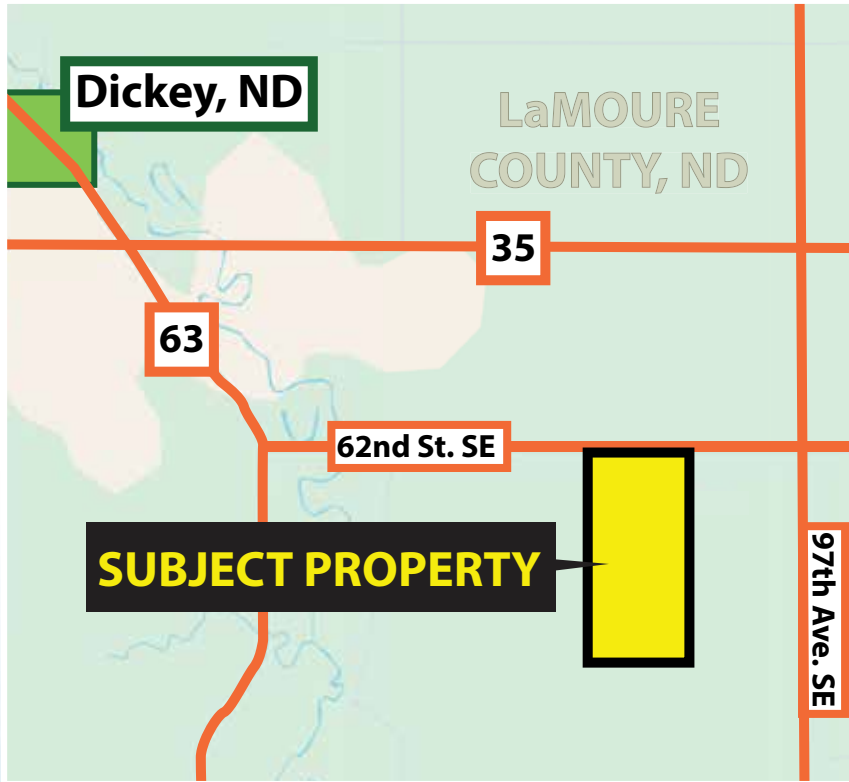 Dickey, ND
LaMOURE
COUNTY, ND
35
63
62nd St. SE
SUBJECT PROPERTY
97th Ave. SE